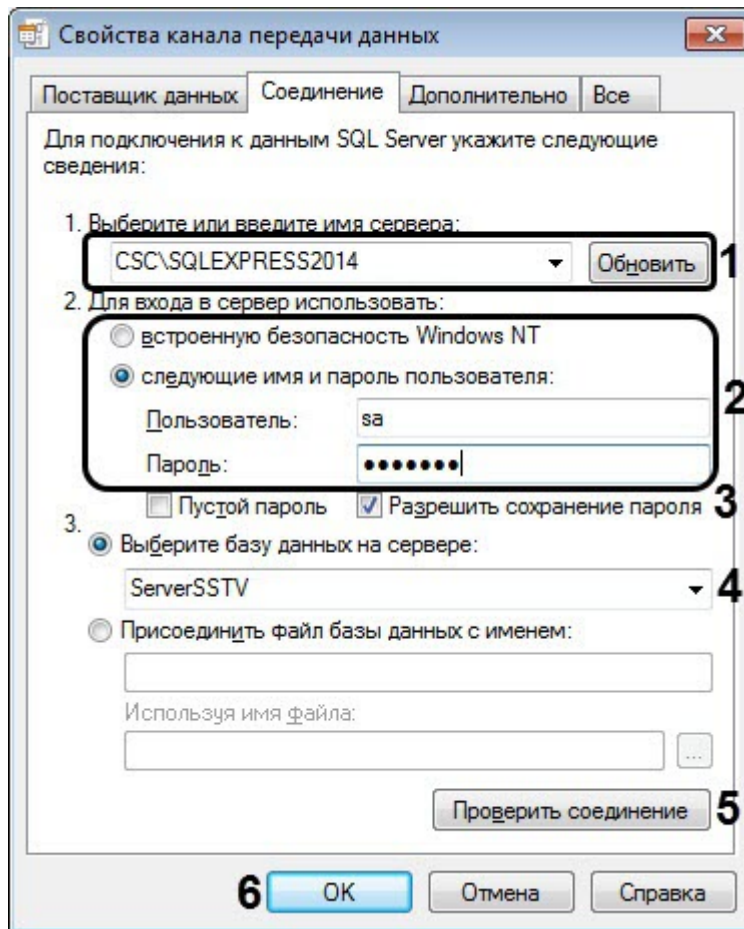 Свойства канала передачи данных
Поставщик данных Соединение Дополнительно Все
Для подключения к данным SQL Server укажите следующие
сведения:
1. Выберите или введите имя сервера:
CSC\SQLEXPRESS2014 Обновить 1
2. Для входа в сервер использовать:
встроенную безопасность Windows NT
следующие имя и пароль пользователя:
2
Пользователь: sa
Пароль: •••••••
Пустой пароль Разрешить сохранение пароля 3
3.
Выберите базу данных на сервере:
ServerSSTV 4
Присоединить файл базы данных с именем:
Используя имя файла:
...
Проверить соединение 5
6 OK Отмена Справка